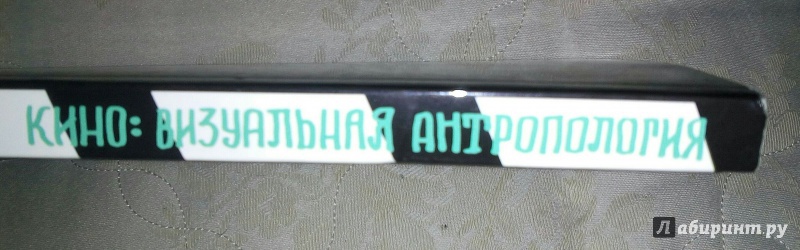 КИНО: ВИЗУАЛЬНАЯ АНТРОПОЛОГИЯ
Лабиринт.ру